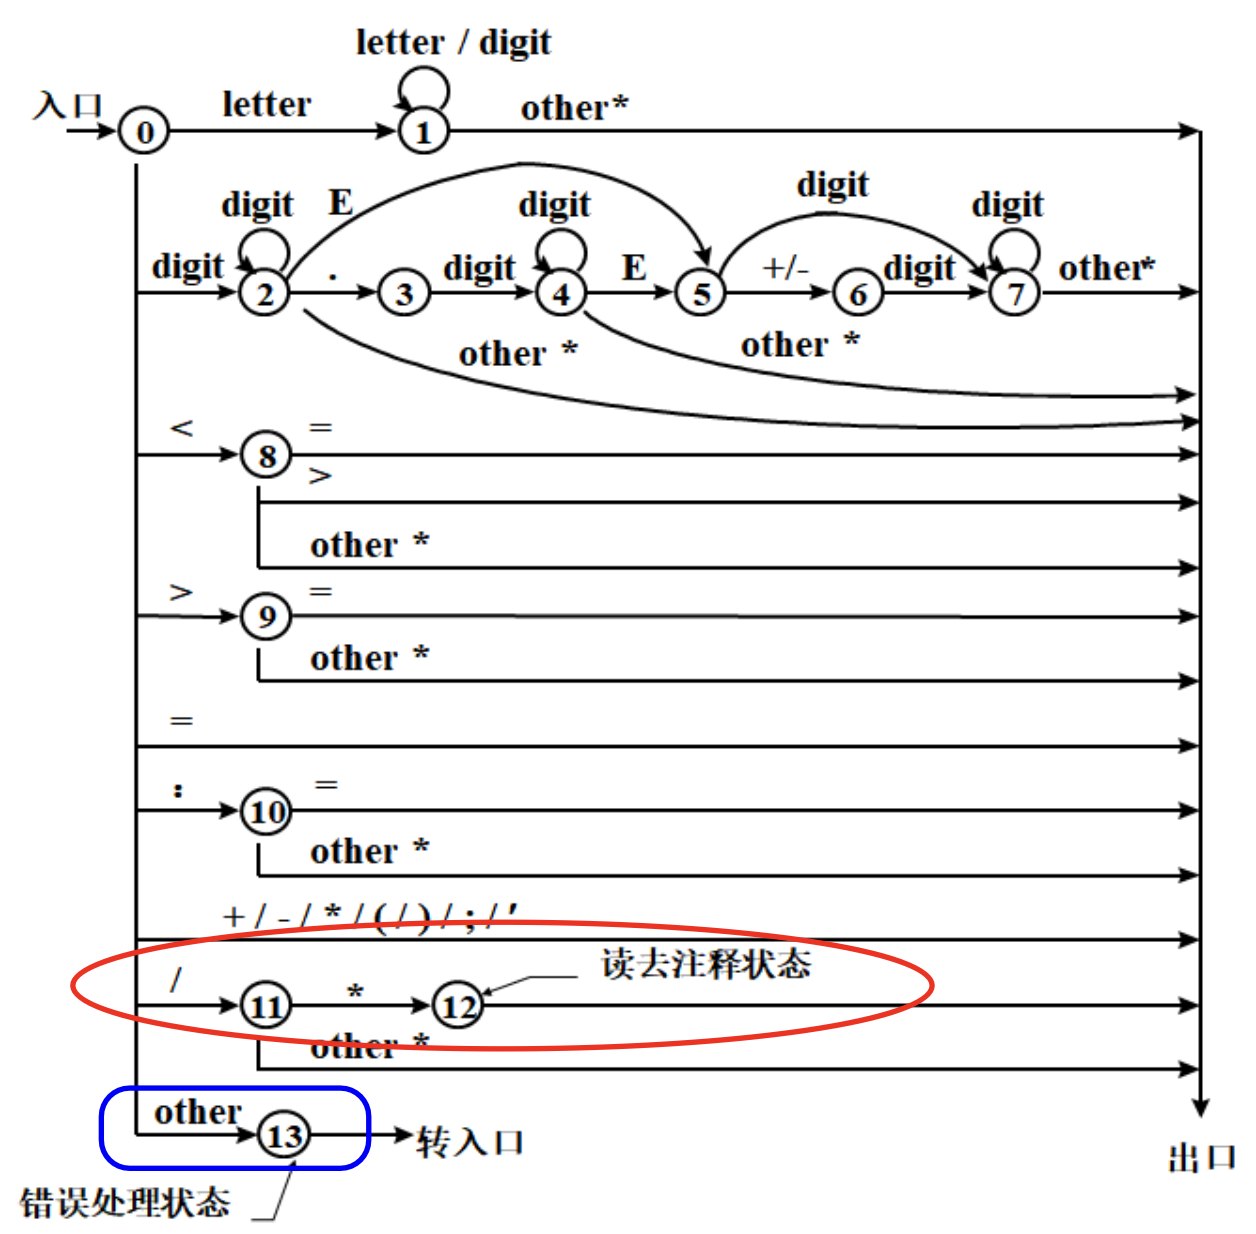 letter / digit
入口 0 letter 1 other*
digit E digit digit digit
digit 2 . 3 digit 4 E 5 +/- 6 digit 7 other*
other * other *
< 8 =
>
other *
> 9 =
other *
=
: 10 =
other *
+ / - / * / ( / ) / ; / ′
/ 11 * 12 读去注释状态
other *
other 13 转入口
出口
错误处理状态